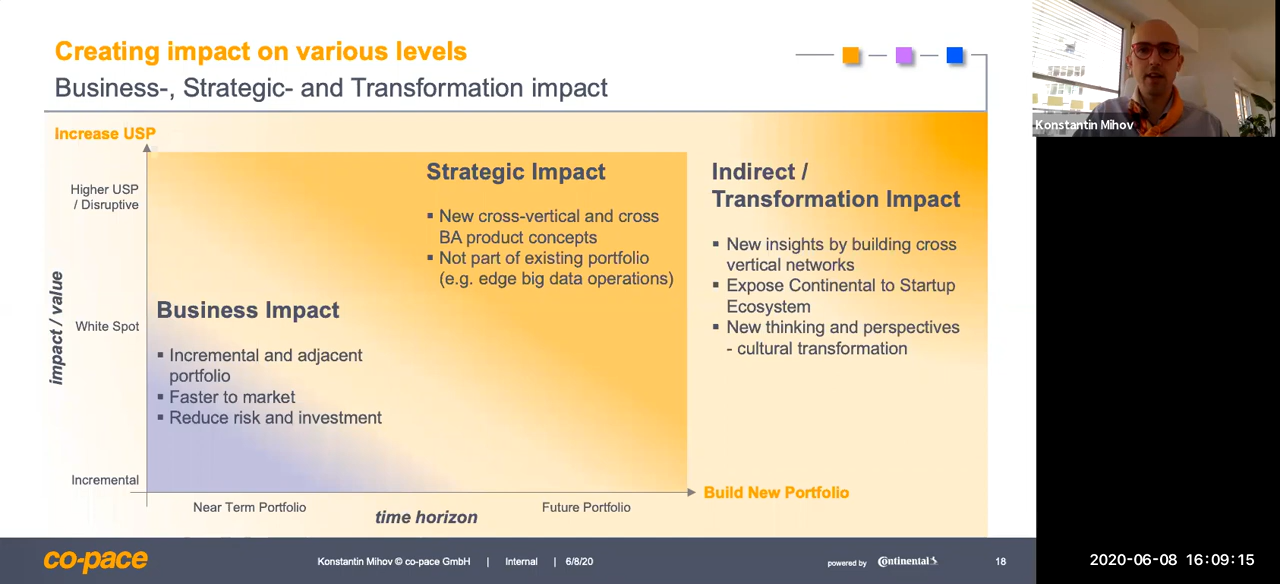 Creating impact on various levels
Business-, Strategic- and Transformation impact
Konstantin Mihov
Increase USP
Higher USP
/ Disruptive
White Spot
Incremental
impact / value
Business Impact
▪ Incremental and adjacent
portfolio
▪ Faster to market
▪ Reduce risk and investment
Strategic Impact
▪ New cross-vertical and cross
BA product concepts
▪ Not part of existing portfolio
(e.g. edge big data operations)
Indirect /
Transformation Impact
▪ New insights by building cross
vertical networks
▪ Expose Continental to Startup
Ecosystem
▪ New thinking and perspectives
- cultural transformation
Build New Portfolio
Near Term Portfolio
time horizon
Future Portfolio
co-pace
Konstantin Mihov © co-pace GmbH | Internal | 6/8/20
powered by Continental
18
2020-06-08 16:09:15